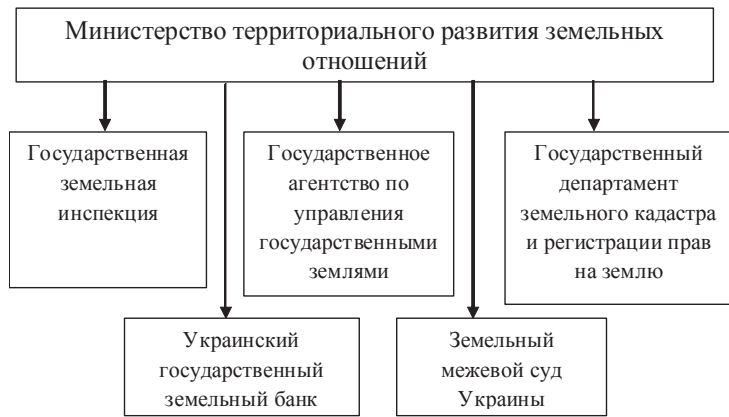 Министерство территориального развития земельных
отношений
Государственная
земельная
инспекция
Государственное
агентство по
управления
государственными
землями
Государственный
департамент
земельного кадастра
и регистрации прав
на землю
Украинский
государственный
земельный банк
Земельный
межевой суд
Украины